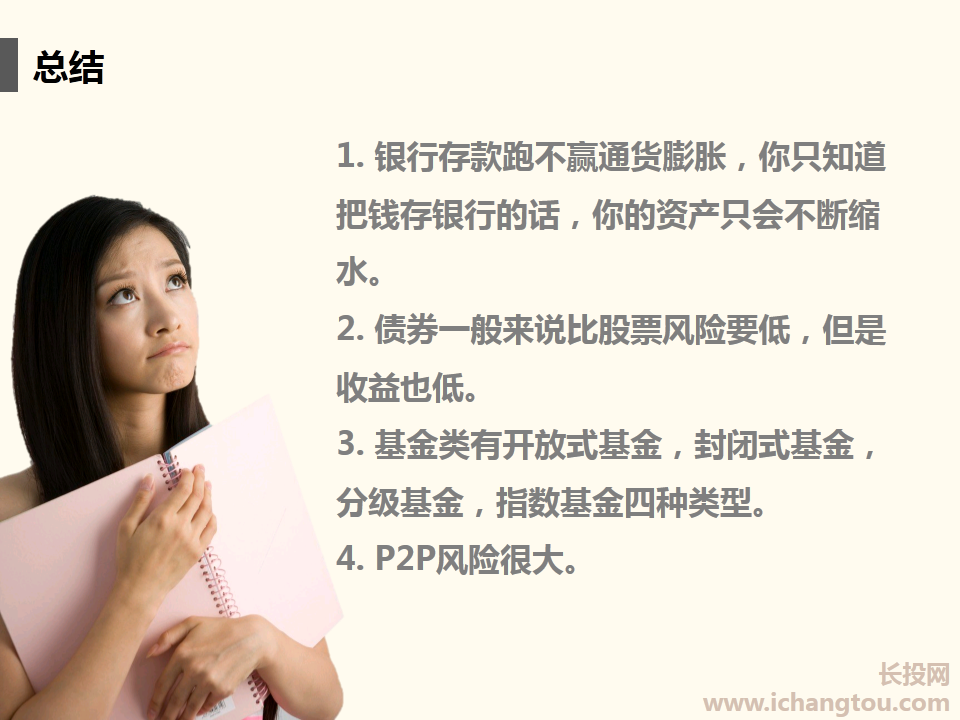 总结
1. 银行存款跑不赢通货膨胀，你只知道
把钱存银行的话，你的资产只会不断缩
水。
2. 债券一般来说比股票风险要低，但是
收益也低。
3. 基金类有开放式基金，封闭式基金，
分级基金，指数基金四种类型。
4. P2P风险很大。
长投网
www.ichangtou.com